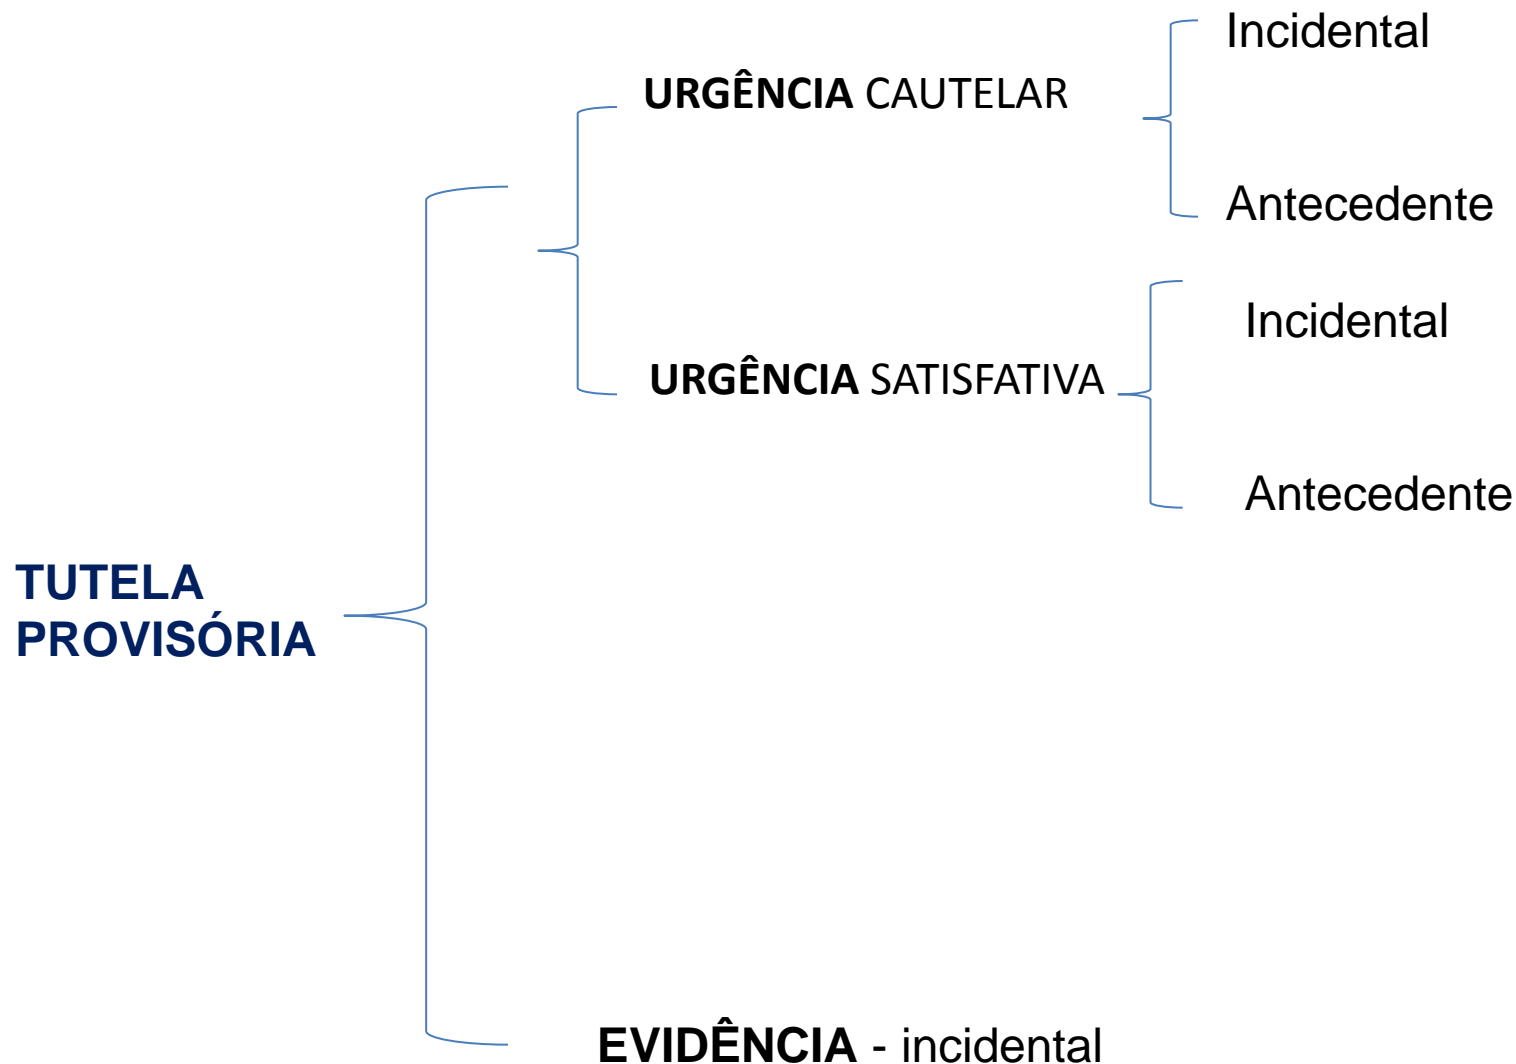 Incidental
URGÊNCIA CAUTELAR
Antecedente
Incidental
URGÊNCIA SATISFATIVA
Antecedente
TUTELA
PROVISÓRIA
EVIDÊNCIA - incidental